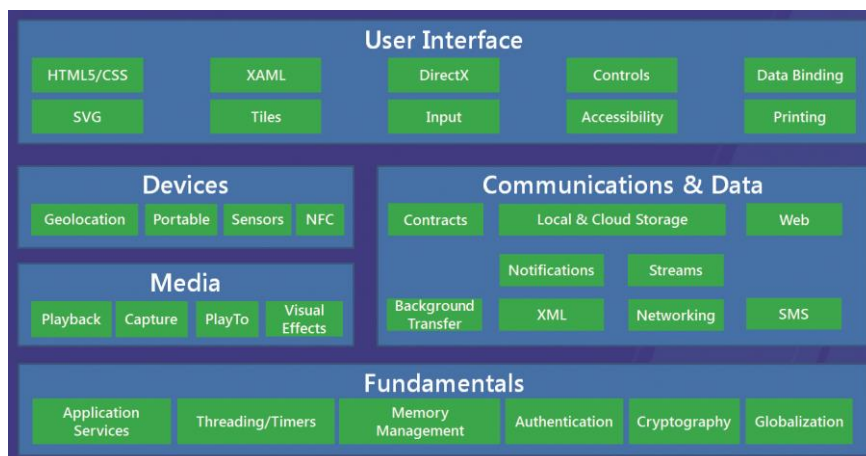 User Interface
HTML5/CSS
XAML
DirectX
Controls
Data Binding
SVG
Tiles
Input
Accessibility
Printing
Devices
Geolocation
Portable
Sensors
NFC
Media
Playback
Capture
PlayTo
Visual
Effects
Communications & Data
Contracts
Local & Cloud Storage
Web
Notifications
Streams
Background
Transfer
XML
Networking
SMS
Fundamentals
Application
Services
Threading/Timers
Memory
Management
Authentication
Cryptography
Globalization